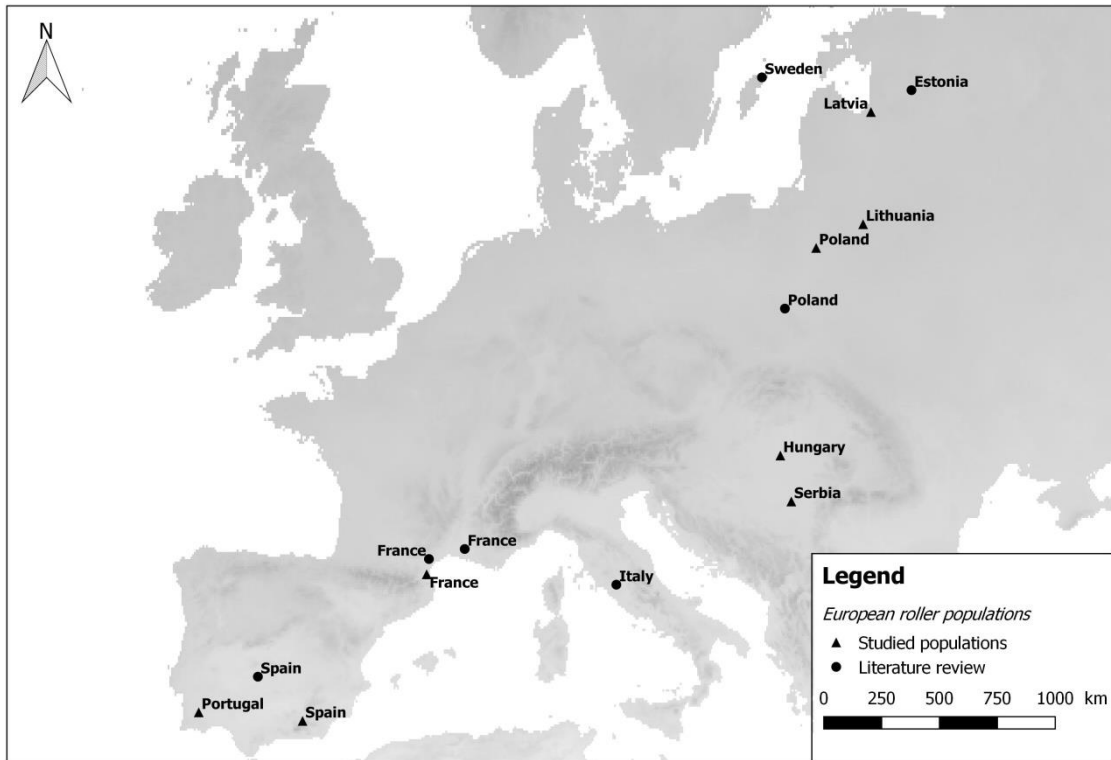 N
Sweden
Estonia
Latvia
Lithuania
Poland
Poland
Hungary
Serbia
France
France
France
Italy
Spain
Portugal
Spain
Legend
European roller populations
Studied populations
Literature review
0 250 500 750 1000 km